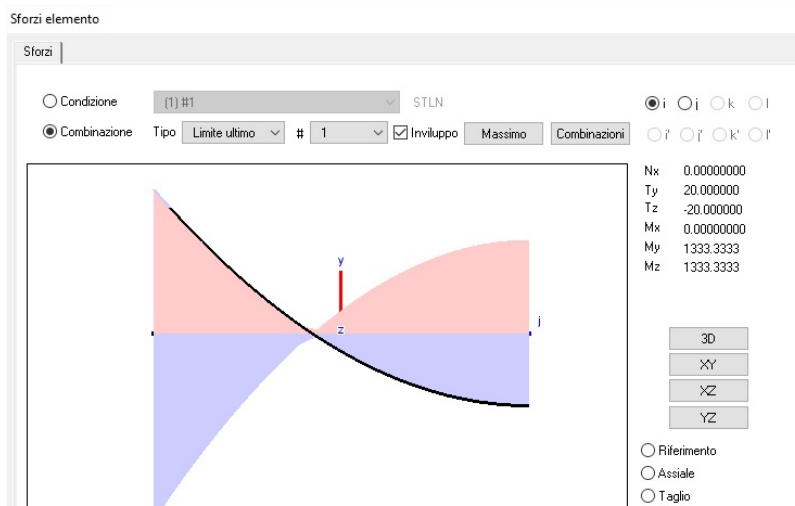 Sforzi elemento
Sforzi
Condizione (1) #1 STLN i j k l
Combinazione Tipo Limite ultimo # 1 Inviluppo Massimo Combinazioni i' j' k' l'
Nx 0.00000000
Ty 20.000000
Tz -20.000000
Mx 0.00000000
My 1333.3333
Mz 1333.3333
y
z
j
3D
XY
XZ
YZ
Riferimento
Assiale
Taglio